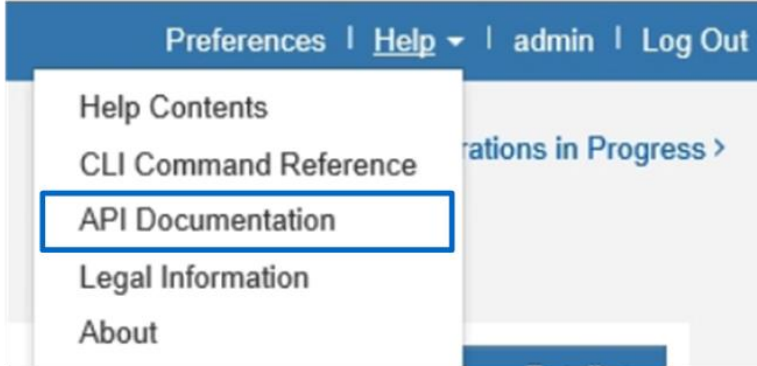 Preferences | Help ▾ | admin | Log Out
Help Contents
CLI Command Reference
rations in Progress >
API Documentation
Legal Information
About